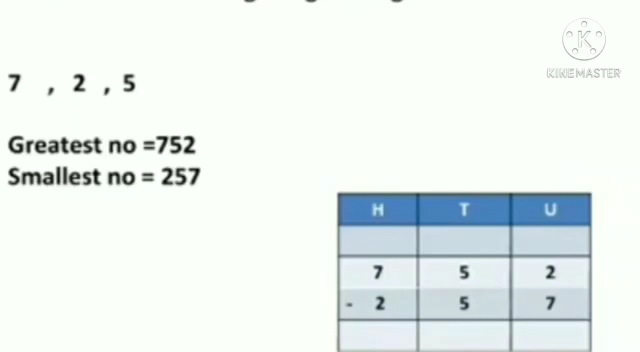 KINEMASTER
7 , 2 , 5
Greatest no =752
Smallest no = 257
H T U
7 5 2
- 2 5 7